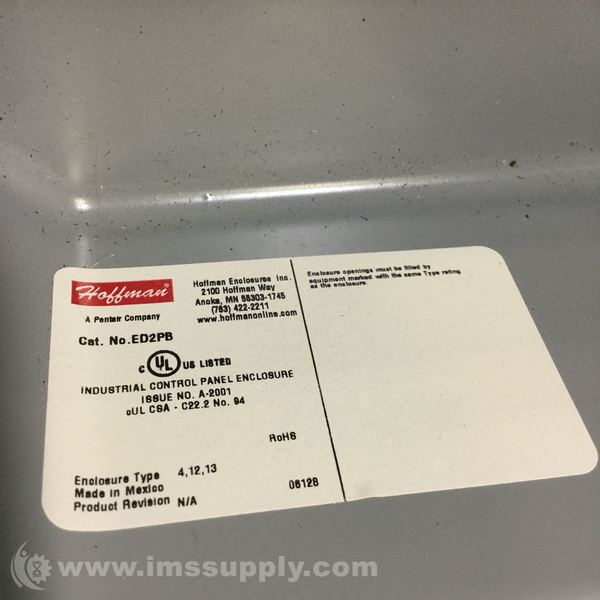 Hoffman
A Pentair Company
Hoffman Enclosures Inc.
2100 Hoffman Way
Anoka, MN 55303-1745
(763) 422-2211
www.hoffmanonline.com
Cat. No. ED2PB
C UL US LISTED
INDUSTRIAL CONTROL PANEL ENCLOSURE
ISSUE NO. A-2001
cUL CSA - C22.2 No. 94
RoHS
Enclosure Type 4,12,13
Made in Mexico
Product Revision N/A
0612B
Enclosure openings must be filled by
equipment marked with the same Type rating
as the enclosure.
www.imssupply.com